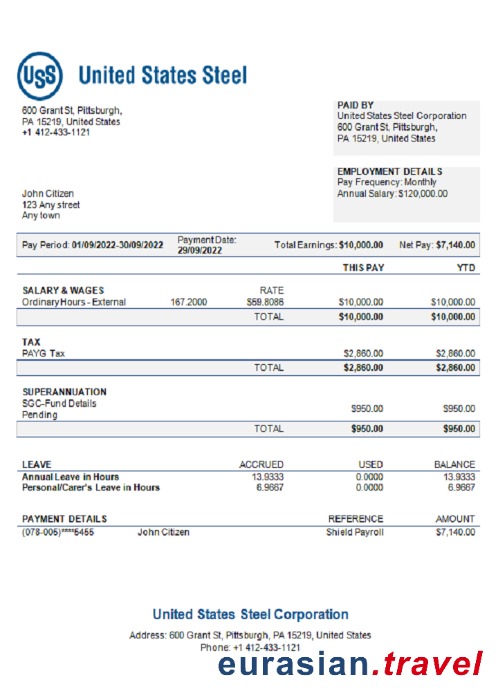 USS United States Steel
600 Grant St, Pittsburgh,
PA 15219, United States
+1 412-433-1121
PAID BY
United States Steel Corporation
600 Grant St, Pittsburgh,
PA 15219, United States
EMPLOYMENT DETAILS
Pay Frequency: Monthly
Annual Salary: $120,000.00
John Citizen
123 Any street
Any town
Pay Period: 01/09/2022-30/09/2022 Payment Date: 29/09/2022 Total Earnings: $10,000.00 Net Pay: $7,140.00
THIS PAY YTD
SALARY & WAGES RATE
Ordinary Hours - External 167.2000 $59.8086 $10,000.00 $10,000.00
TOTAL $10,000.00 $10,000.00
TAX
PAYG Tax $2,860.00 $2,860.00
TOTAL $2,860.00 $2,860.00
SUPERANNUATION
SGC-Fund Details
Pending $950.00 $950.00
TOTAL $950.00 $950.00
LEAVE ACCRUED USED BALANCE
Annual Leave in Hours 13.9333 0.0000 13.9333
Personal/Carer's Leave in Hours 6.9667 0.0000 6.9667
PAYMENT DETAILS REFERENCE AMOUNT
(078-005)****5455 John Citizen Shield Payroll $7,140.00
United States Steel Corporation
Address: 600 Grant St, Pittsburgh, PA 15219, United States
Phone: +1 412-433-1121
eurasian.travel